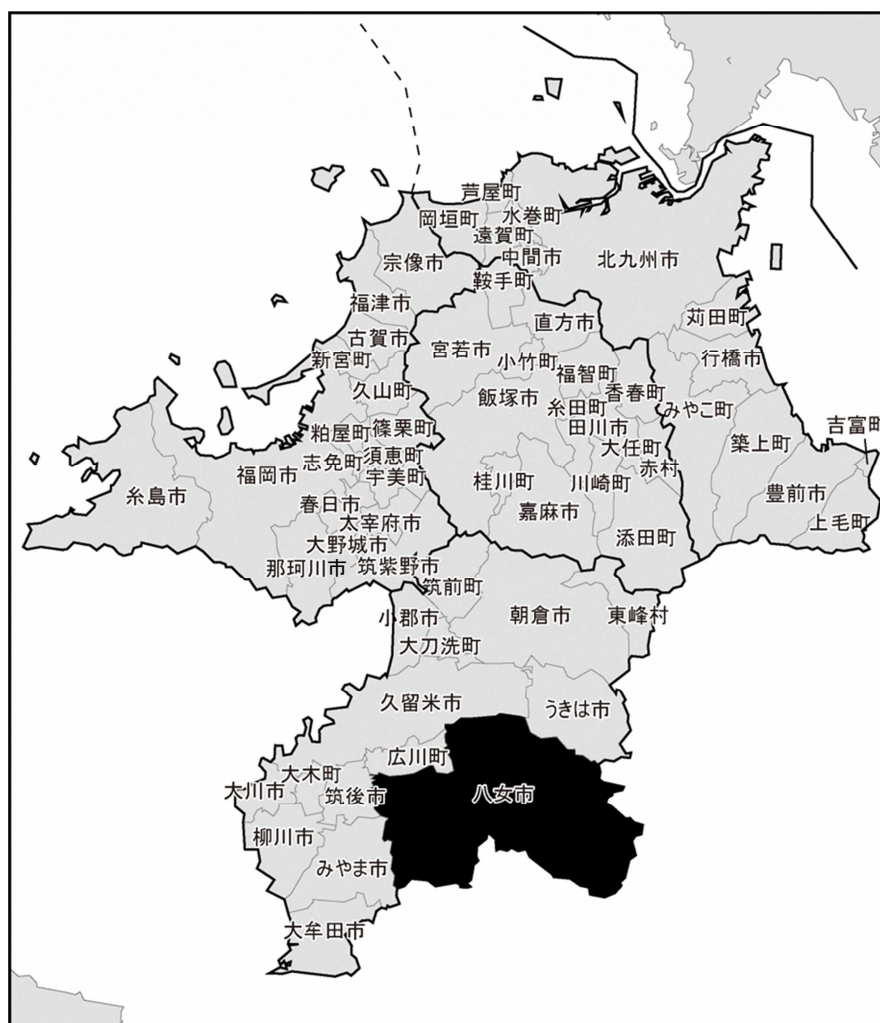 芦屋町
岡垣町
水巻町
遠賀町
中間市
北九州市
宗像市
鞍手町
福津市
苅田町
直方市
古賀市
宮若市
新宮町
小竹町
行橋市
福智町
久山町
飯塚市
香春町
糸田町
みやこ町
田川市
粕屋町
篠栗町
吉富町
築上町
大任町
須恵町
志免町
赤村
福岡市
宇美町
桂川町
川崎町
糸島市
豊前市
春日市
嘉麻市
太宰府市
上毛町
添田町
大野城市
那珂川市
筑紫野市
筑前町
小郡市
朝倉市
東峰村
大刀洗町
久留米市
うきは市
広川町
大木町
大川市
筑後市
八女市
柳川市
みやま市
大牟田市